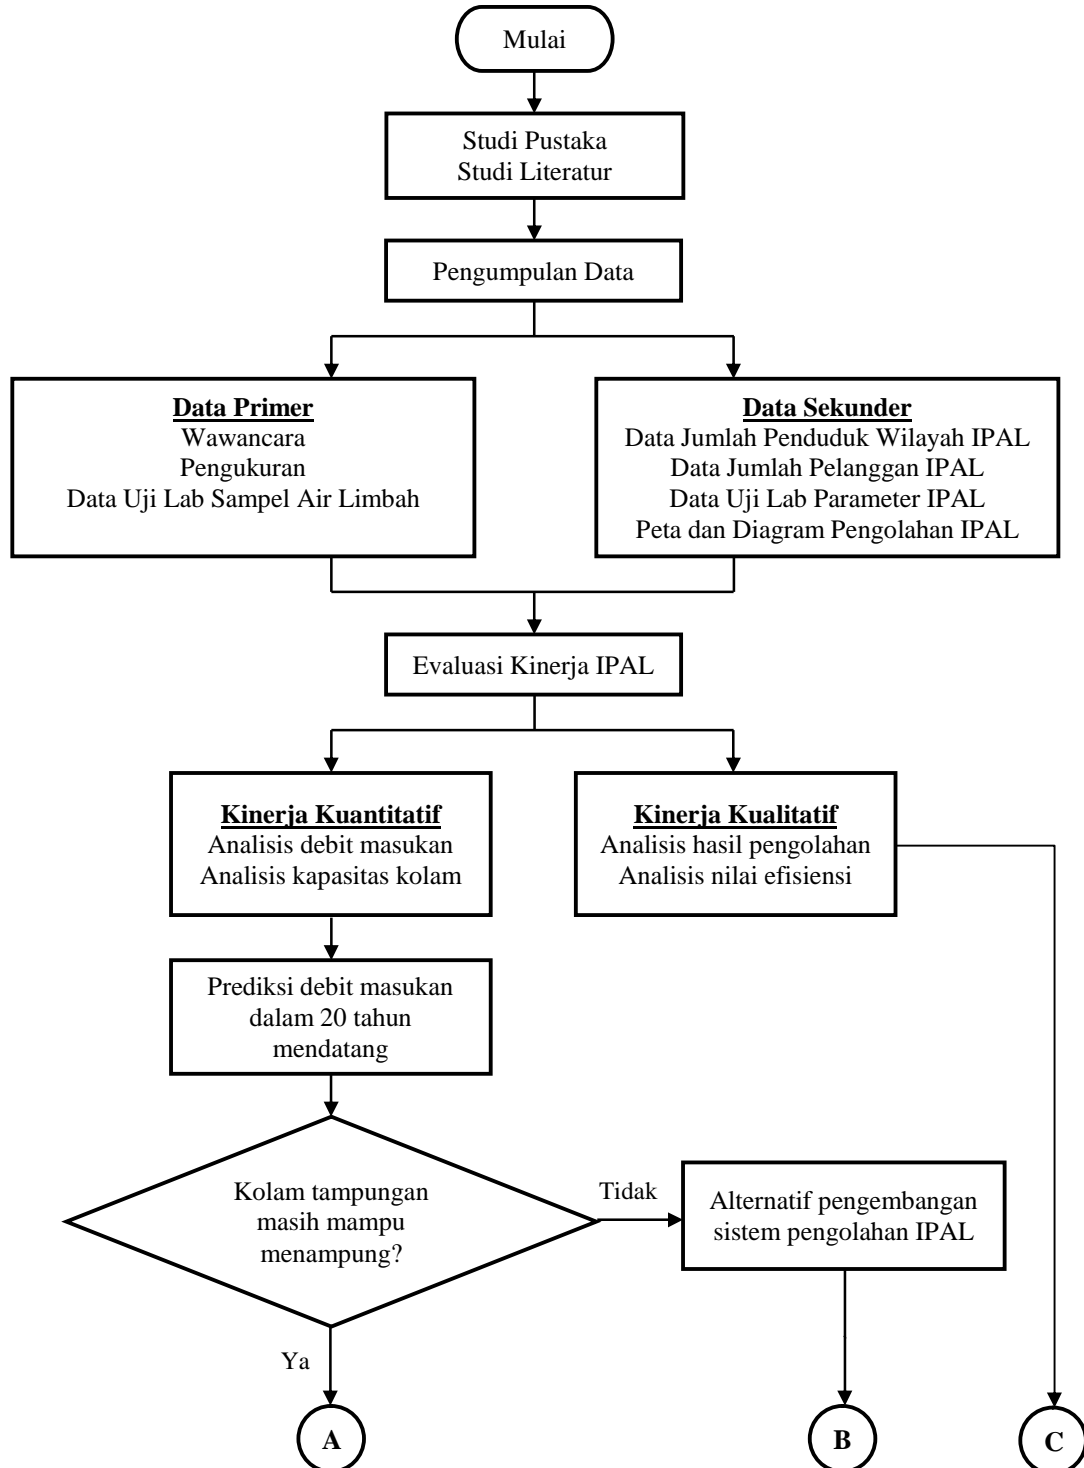 Mulai
Studi Pustaka
Studi Literatur
Pengumpulan Data
Data Primer
Wawancara
Pengukuran
Data Uji Lab Sampel Air Limbah
Data Sekunder
Data Jumlah Penduduk Wilayah IPAL
Data Jumlah Pelanggan IPAL
Data Uji Lab Parameter IPAL
Peta dan Diagram Pengolahan IPAL
Evaluasi Kinerja IPAL
Kinerja Kuantitatif
Analisis debit masukan
Analisis kapasitas kolam
Kinerja Kualitatif
Analisis hasil pengolahan
Analisis nilai efisiensi
Prediksi debit masukan
dalam 20 tahun
mendatang
Kolam tampungan
masih mampu
menampung?
Tidak
Alternatif pengembangan
sistem pengolahan IPAL
Ya
A
B
C